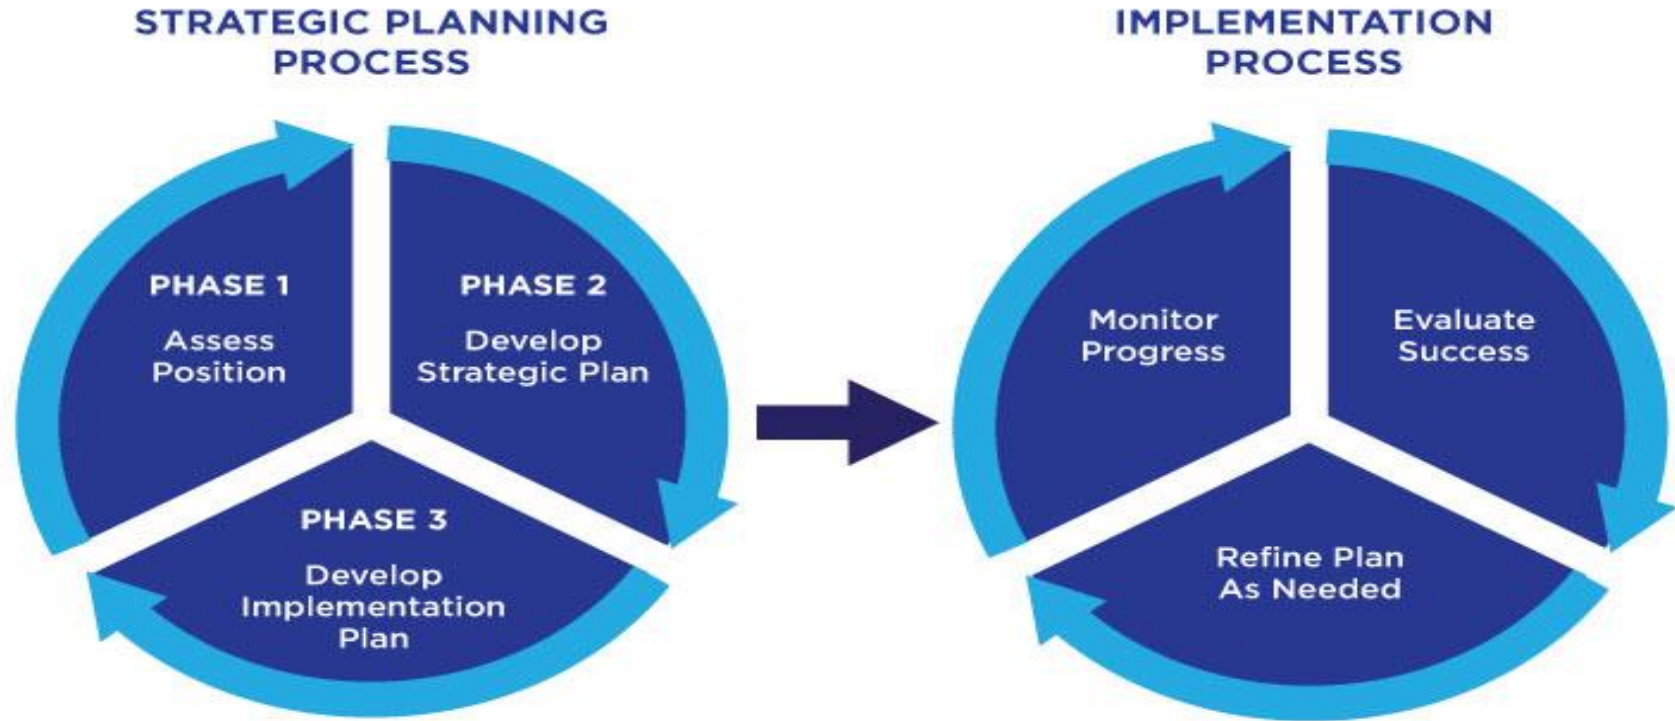 STRATEGIC PLANNING
PROCESS
PHASE 1
Assess
Position
PHASE 2
Develop
Strategic Plan
PHASE 3
Develop
Implementation
Plan
IMPLEMENTATION
PROCESS
Monitor
Progress
Evaluate
Success
Refine Plan
As Needed